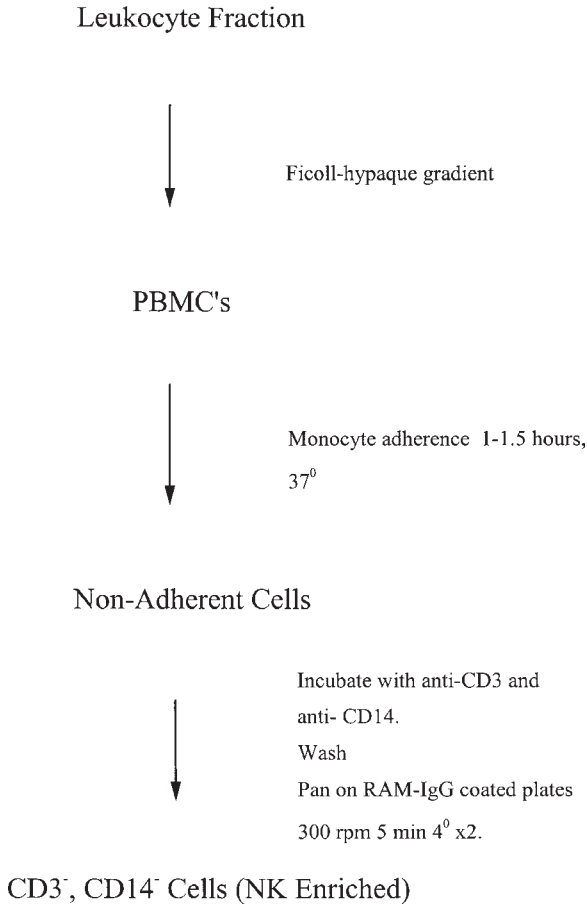 Leukocyte Fraction
Ficoll-hypaque gradient
PBMC's
Monocyte adherence 1-1.5 hours,
37⁰
Non-Adherent Cells
Incubate with anti-CD3 and
anti- CD14.
Wash
Pan on RAM-IgG coated plates
300 rpm 5 min 4⁰ x2.
CD3⁻, CD14⁻ Cells (NK Enriched)